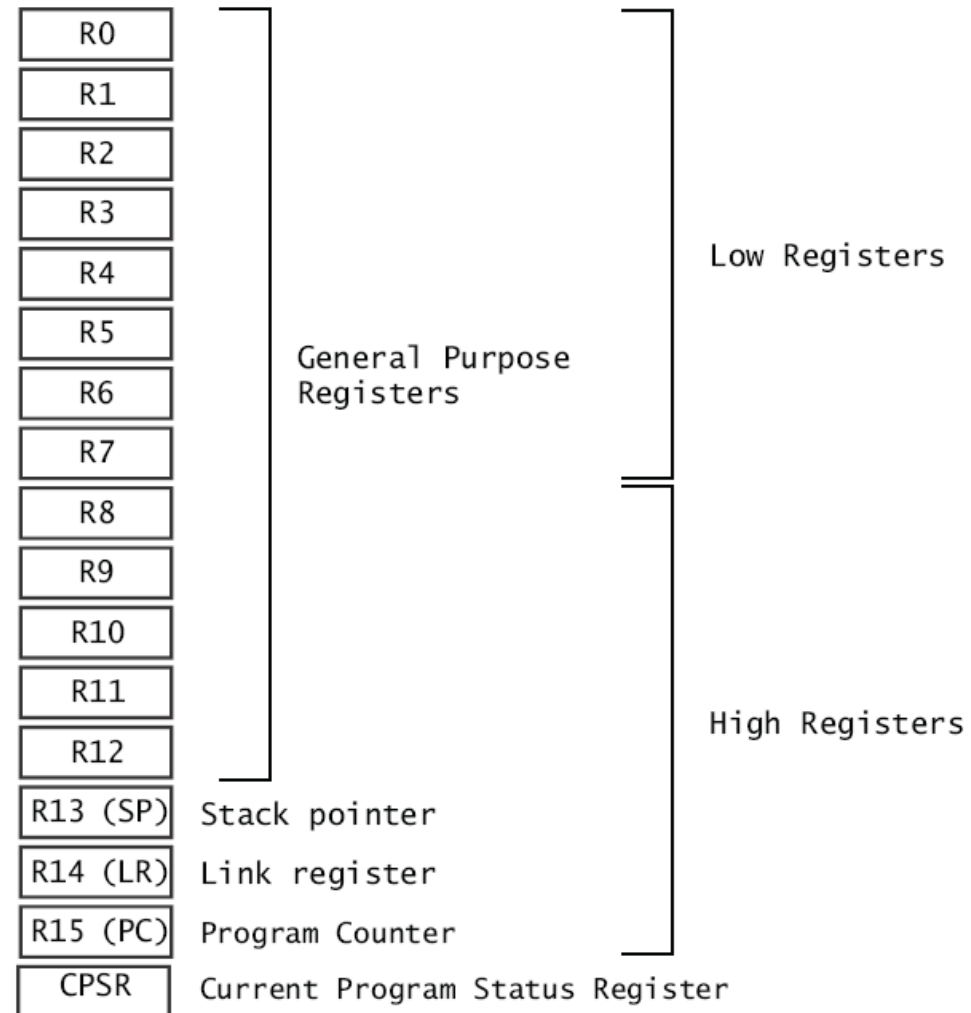 R0
R1
R2
R3
Low Registers
R4
R5
General Purpose
Registers
R6
R7
R8
R9
R10
R11
High Registers
R12
R13 (SP) Stack pointer
R14 (LR) Link register
R15 (PC) Program Counter
CPSR Current Program Status Register